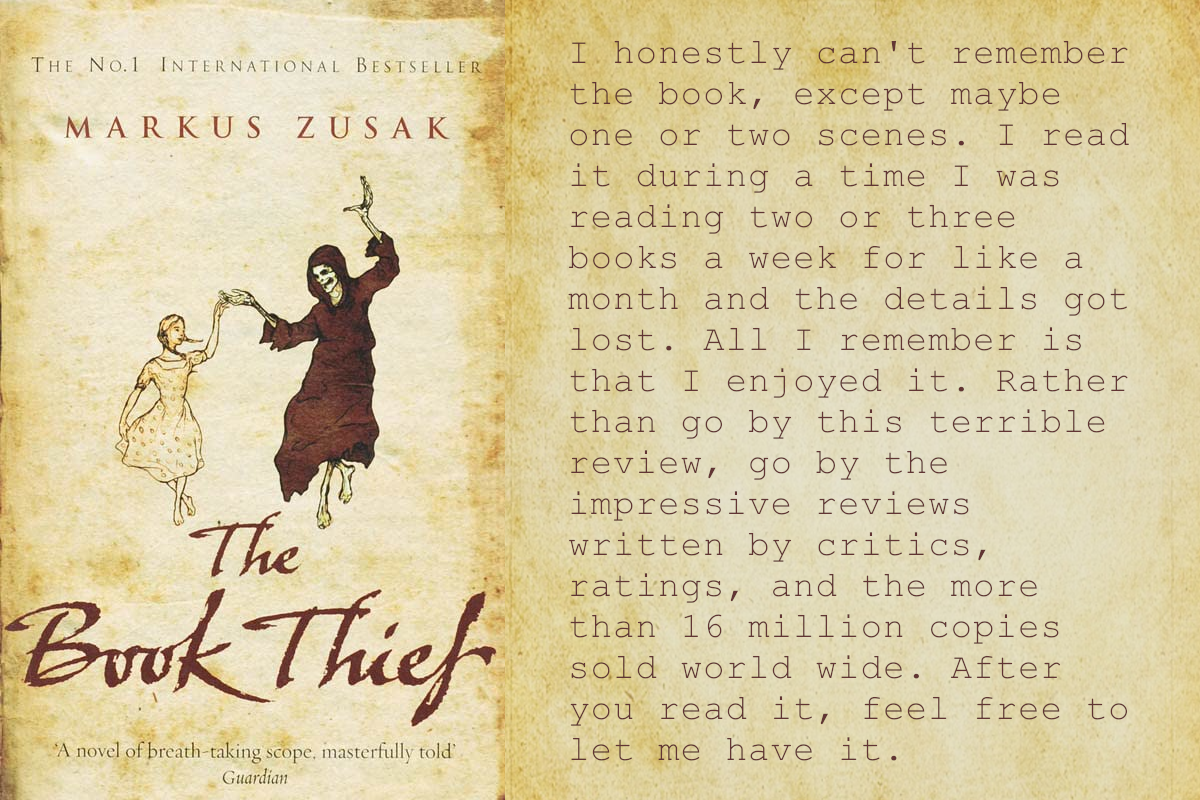 THE NO.1 INTERNATIONAL BESTSELLER
MARKUS ZUSAK
The
Book Thief
'A novel of breath-taking scope, masterfully told'
Guardian
I honestly can't remember
the book, except maybe
one or two scenes. I read
it during a time I was
reading two or three
books a week for like a
month and the details got
lost. All I remember is
that I enjoyed it. Rather
than go by this terrible
review, go by the
impressive reviews
written by critics,
ratings, and the more
than 16 million copies
sold world wide. After
you read it, feel free to
let me have it.